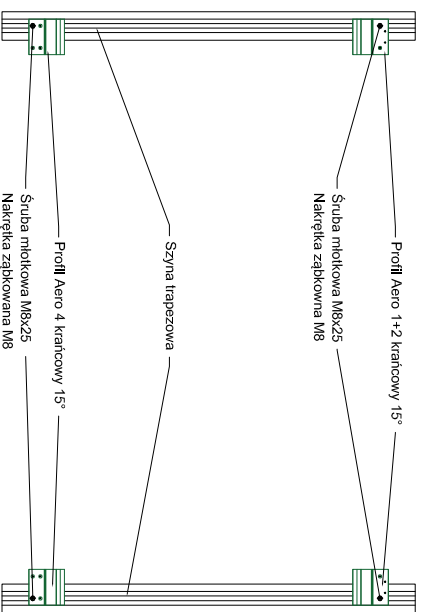 Profil Aero 1+2 krańcowy 15°
Śruba młotkowa M8x25
Nakrętka ząbkowna M8
Szyna trapezowa
Profil Aero 4 krańcowy 15°
Śruba młotkowa M8x25
Nakrętka ząbkowana M8